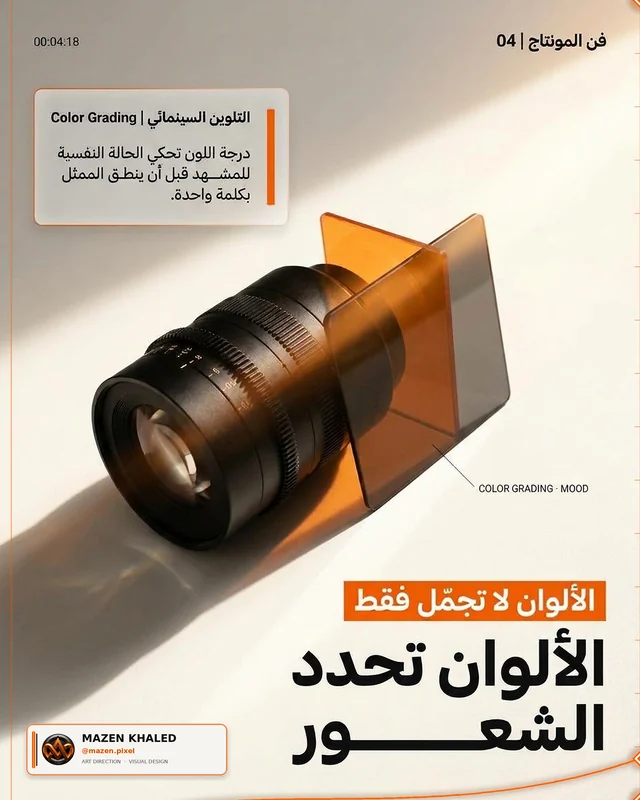 فن المونتاج | 04
00:04:18
التلوين السينمائي | Color Grading
درجة اللون تحكي الحالة النفسية
للمشـــهد قبل أن ينطـق الممثل
بكلمة واحدة.
COLOR GRADING · MOOD
الألوان لا تجمّل فقط
الألوان تحدد
الشعـــــــــور
MAZEN KHALED
@mazen.pixel
ART DIRECTION · VISUAL DESIGN